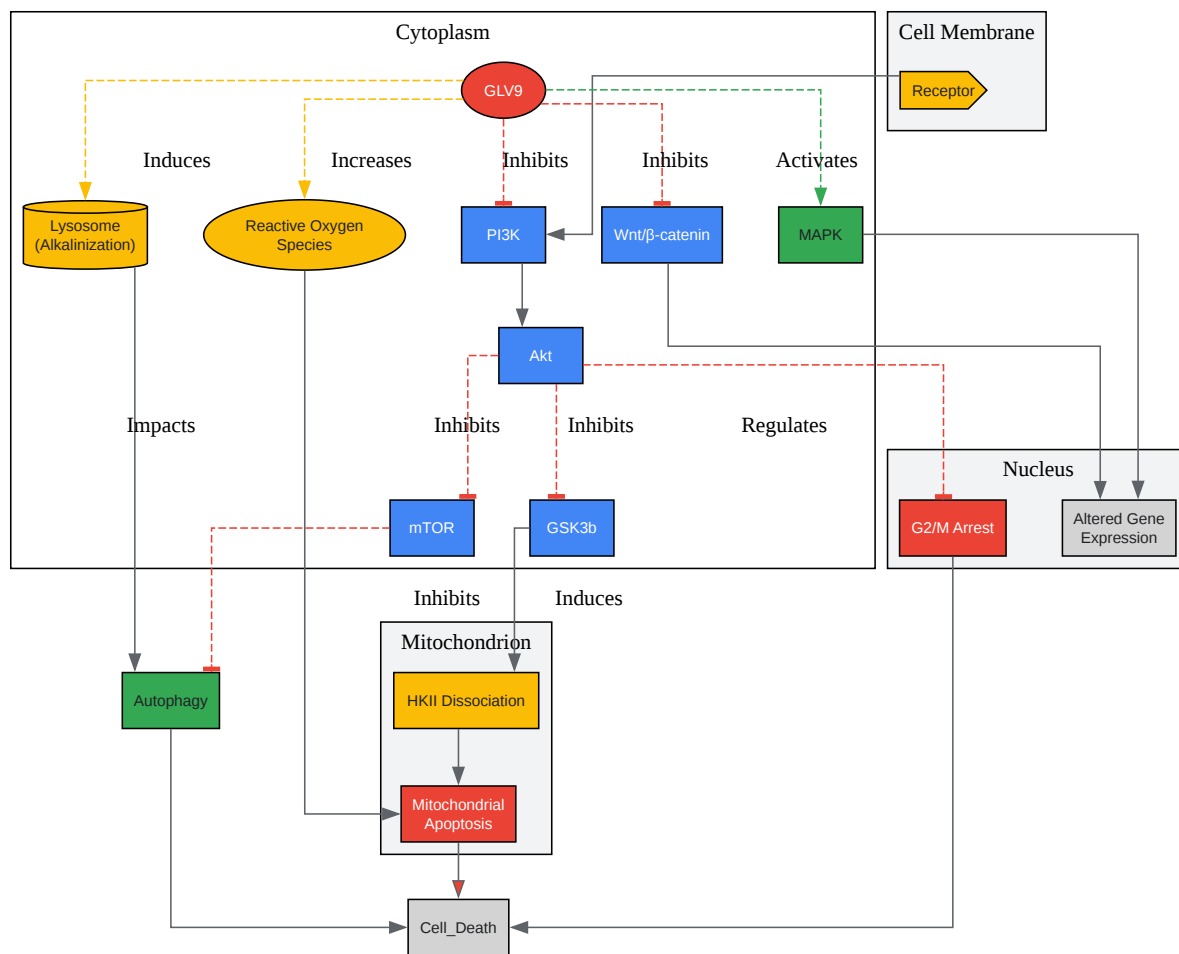 Cytoplasm
Cell Membrane
GLV9
Receptor
Induces
Increases
Inhibits
Inhibits
Activates
Lysosome
(Alkalinization)
Reactive Oxygen
Species
PI3K
Wnt/β-catenin
MAPK
Akt
Impacts
Inhibits
Inhibits
Regulates
Nucleus
mTOR
GSK3b
G2/M Arrest
Altered Gene
Expression
Inhibits
Induces
Mitochondrion
Autophagy
HKII Dissociation
Mitochondrial
Apoptosis
Cell_Death